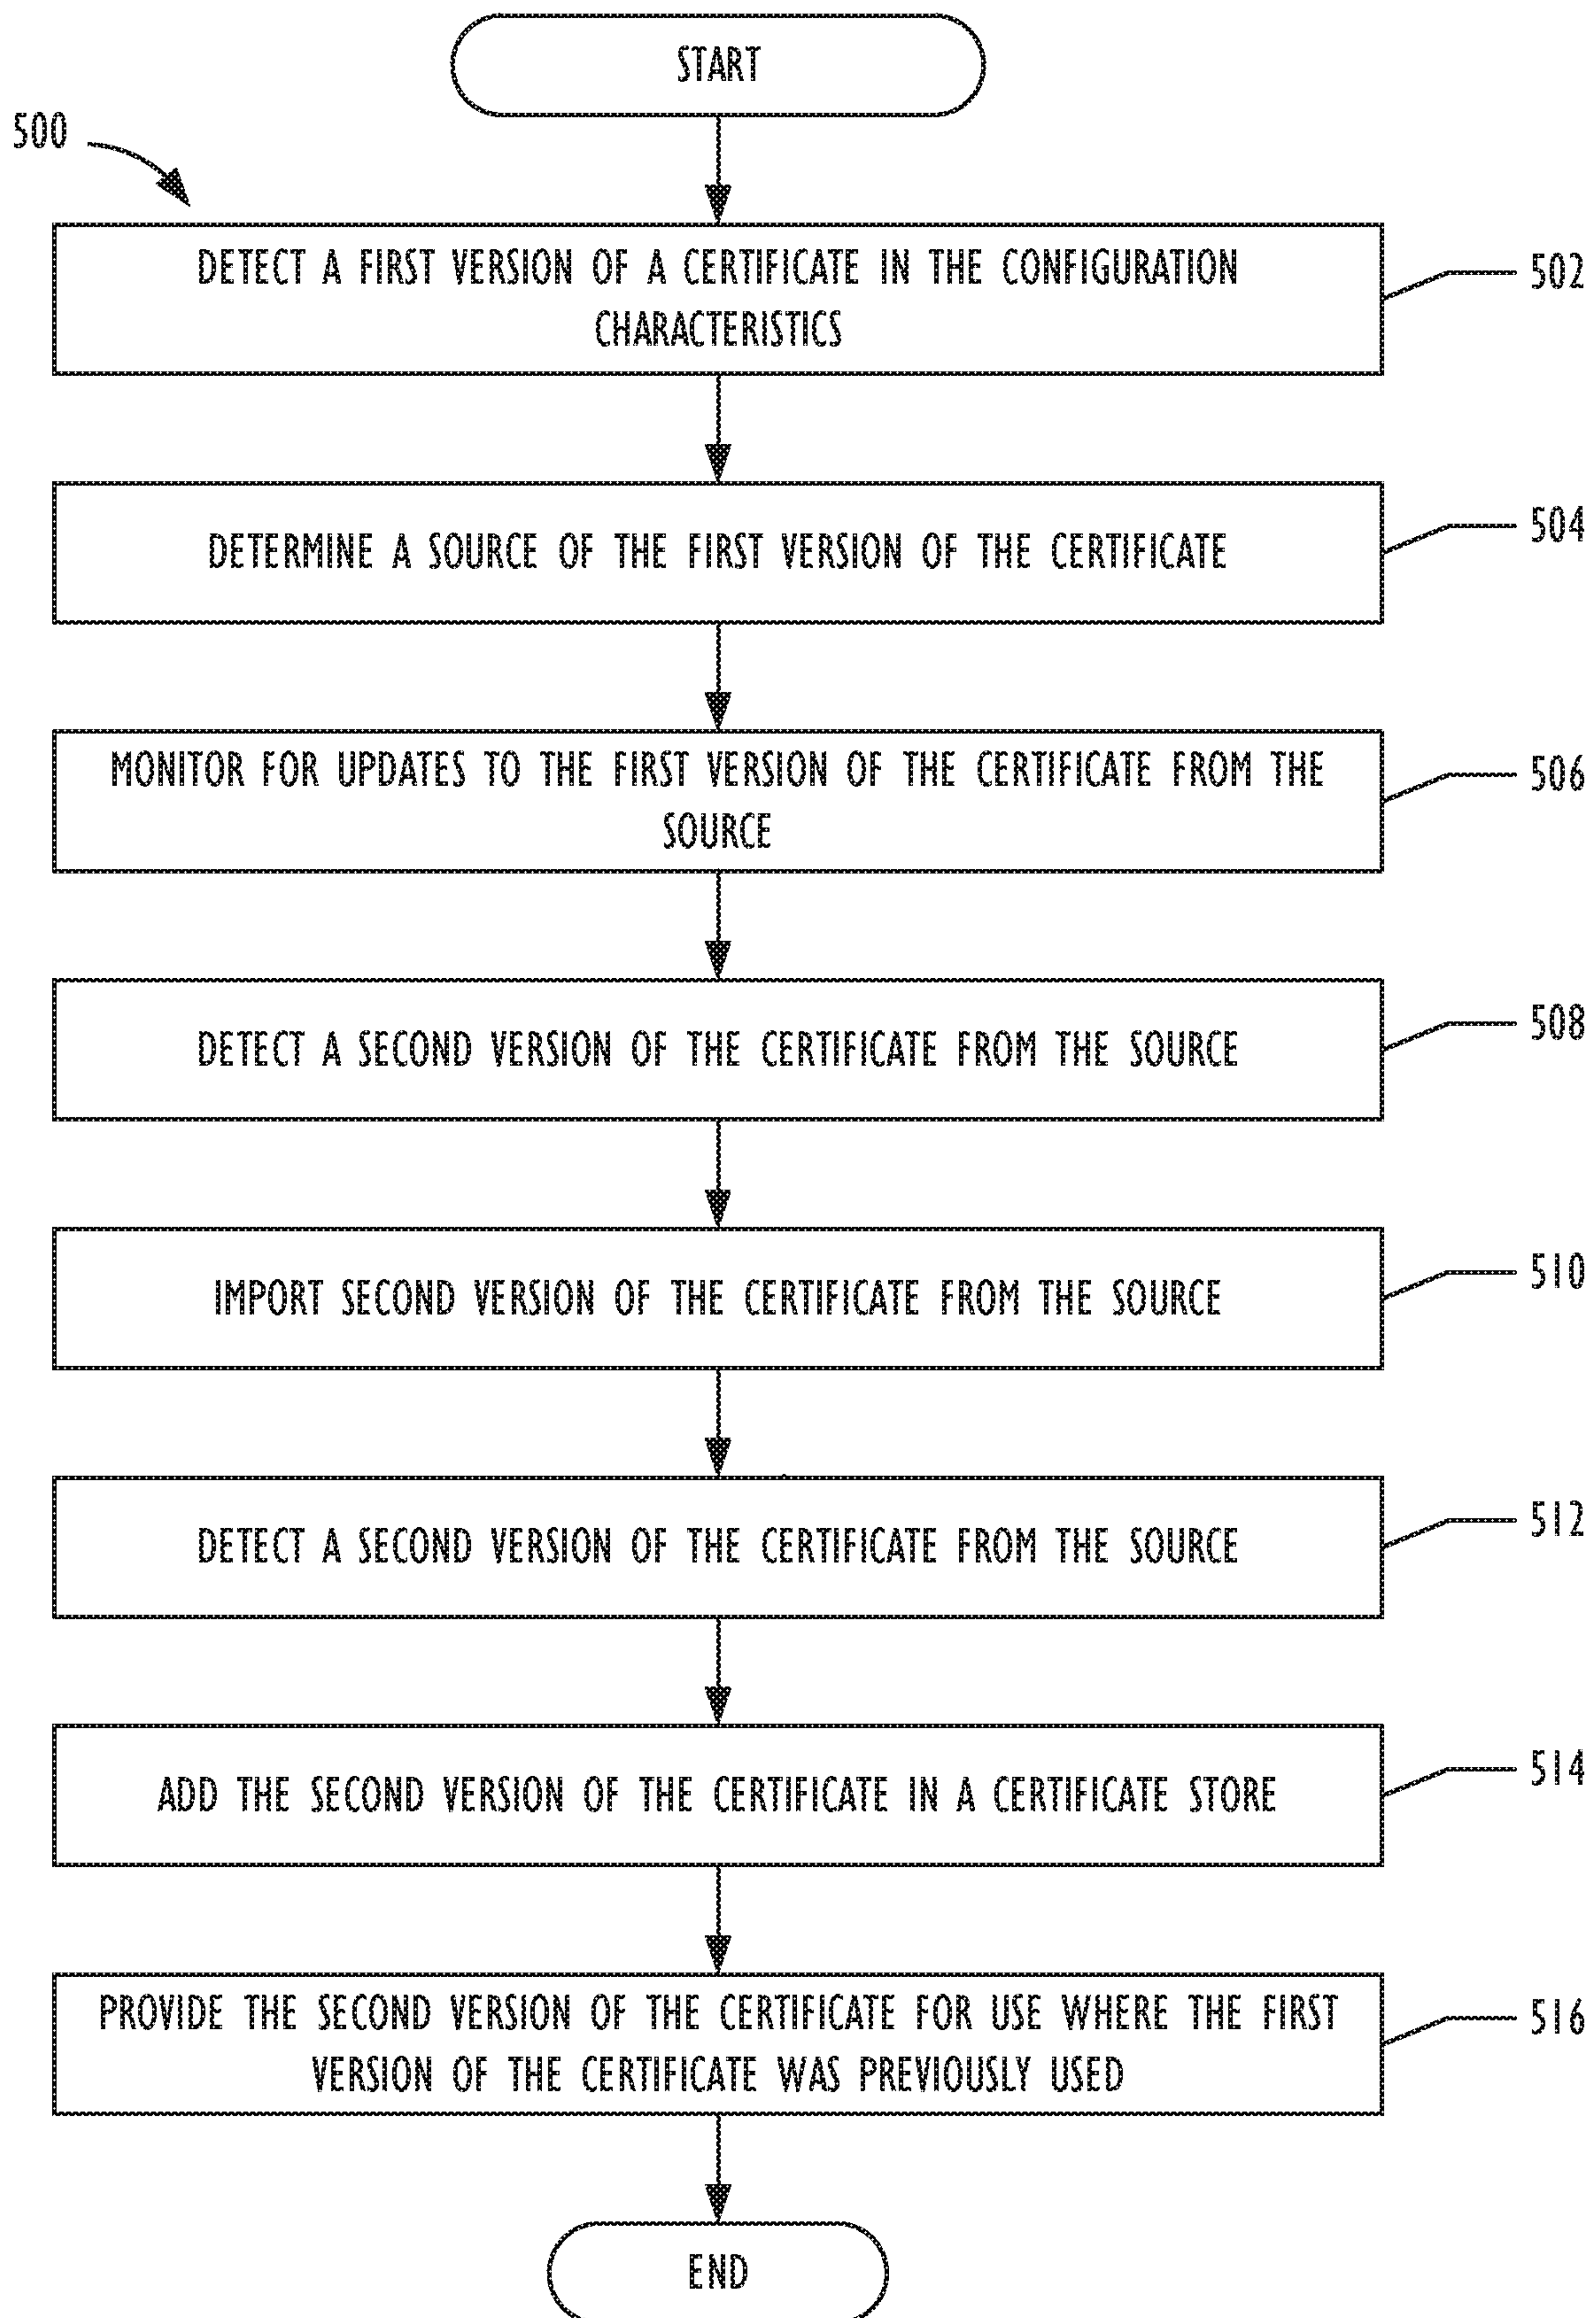 START
500
DETECT A FIRST VERSION OF A CERTIFICATE IN THE CONFIGURATION
CHARACTERISTICS
502
DETERMINE A SOURCE OF THE FIRST VERSION OF THE CERTIFICATE
504
MONITOR FOR UPDATES TO THE FIRST VERSION OF THE CERTIFICATE FROM THE
SOURCE
506
DETECT A SECOND VERSION OF THE CERTIFICATE FROM THE SOURCE
508
IMPORT SECOND VERSION OF THE CERTIFICATE FROM THE SOURCE
510
DETECT A SECOND VERSION OF THE CERTIFICATE FROM THE SOURCE
512
ADD THE SECOND VERSION OF THE CERTIFICATE IN A CERTIFICATE STORE
514
PROVIDE THE SECOND VERSION OF THE CERTIFICATE FOR USE WHERE THE FIRST
VERSION OF THE CERTIFICATE WAS PREVIOUSLY USED
516
END